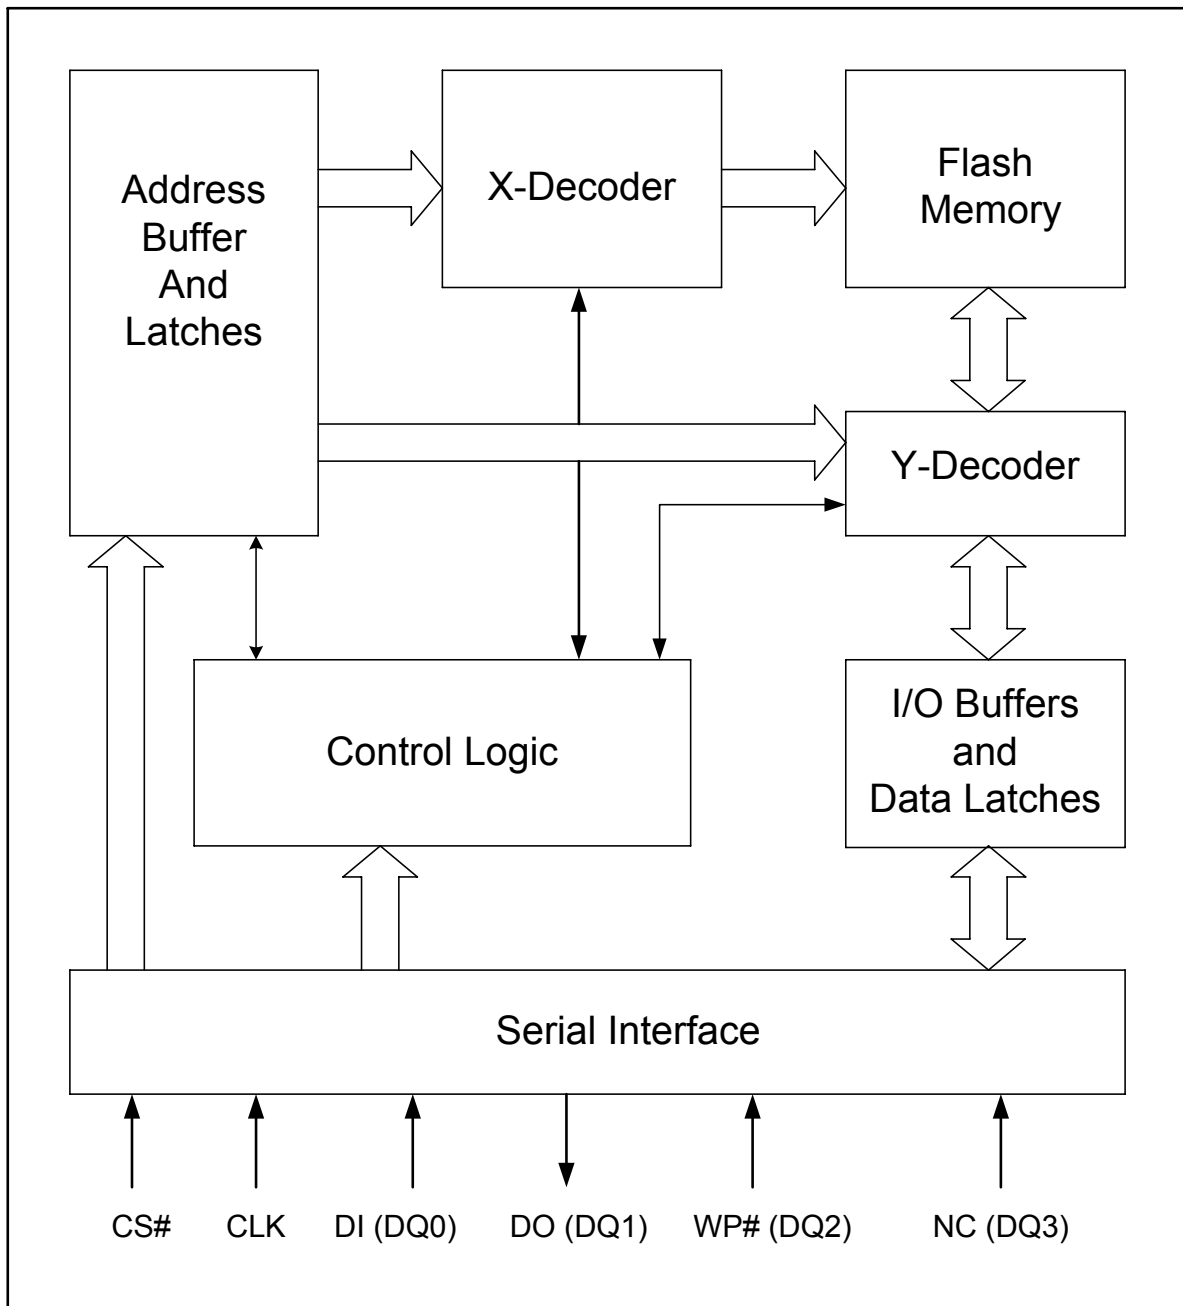 Address
Buffer
And
Latches
X-Decoder
Flash
Memory
Y-Decoder
Control Logic
I/O Buffers
and
Data Latches
Serial Interface
CS#
CLK
DI (DQ0)
DO (DQ1)
WP# (DQ2)
NC (DQ3)